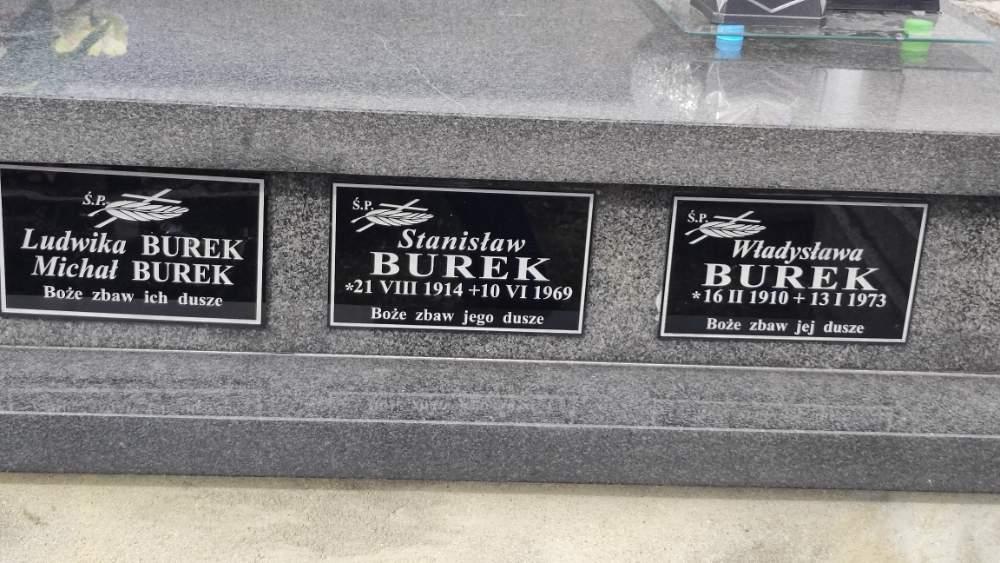 Ś.P.
Ludwika BUREK
Michał BUREK
Boże zbaw ich dusze
Ś.P.
Stanisław
BUREK
*21 VIII 1914 +10 VI 1969
Boże zbaw jego dusze
Ś.P.
Władysława
BUREK
*16 II 1910 + 13 I 1973
Boże zbaw jej dusze